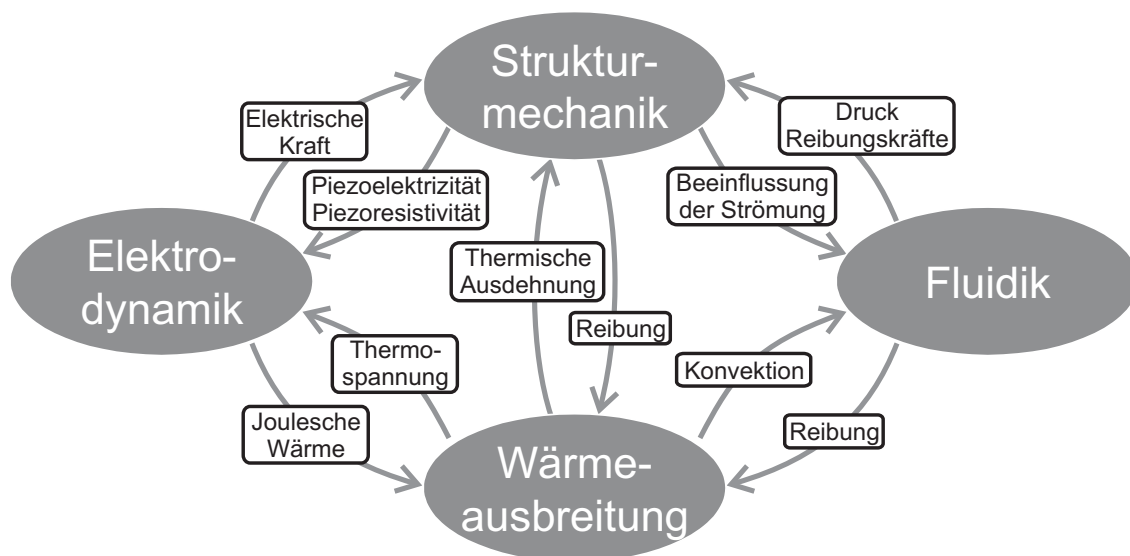 Struktur-
mechanik
Elektrische
Kraft
Druck
Reibungskräfte
Piezoelektrizität
Piezoresistivität
Beeinflussung
der Strömung
Elektro-
dynamik
Thermische
Ausdehnung
Fluidik
Reibung
Thermo-
spannung
Konvektion
Joulesche
Wärme
Reibung
Wärme-
ausbreitung